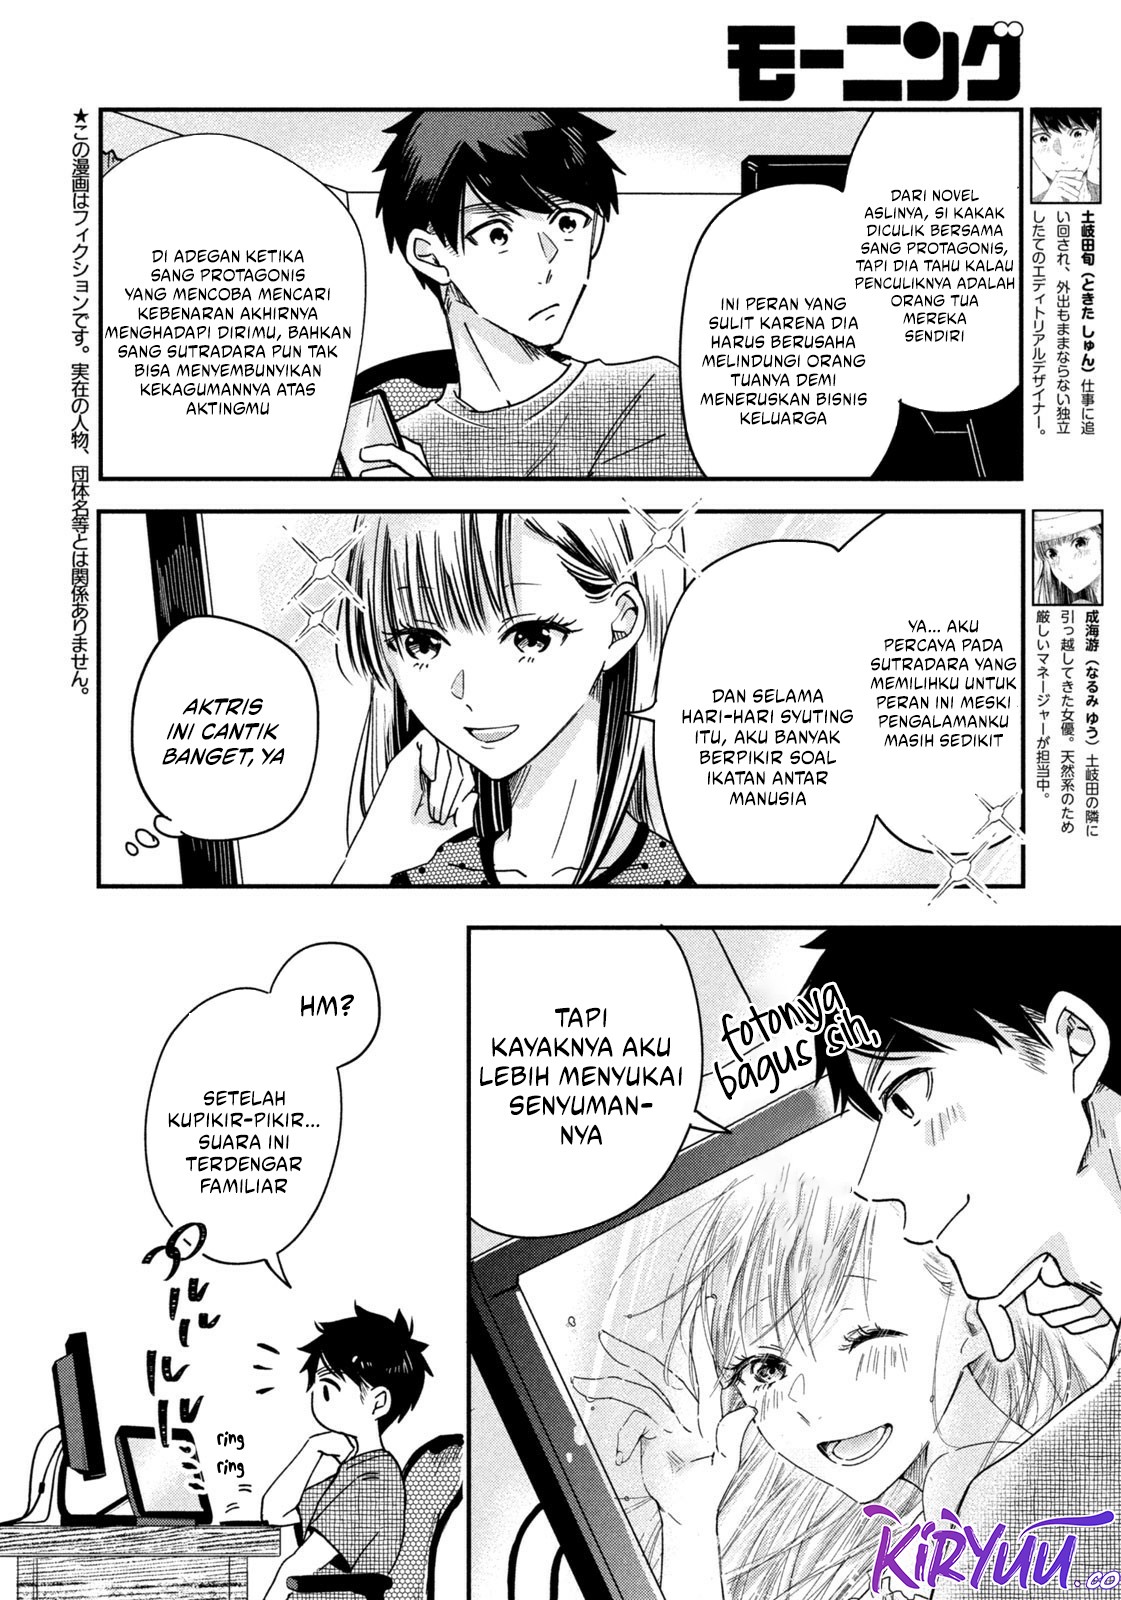 モーニング
★この漫画はフィクションです。実在の人物、団体名等とは関係ありません。
土岐田旬（ときた しゅん）仕事に追
い回され、外出もままならない独立
したてのエディトリアルデザイナー。
DARI NOVEL
ASLINYA, SI KAKAK
DICULIK BERSAMA
SANG PROTAGONIS,
TAPI DIA TAHU KALAU
PENCULIKNYA ADALAH
ORANG TUA
MEREKA
SENDIRI
INI PERAN YANG
SULIT KARENA DIA
HARUS BERUSAHA
MELINDUNGI ORANG
TUANYA DEMI
MENERUSKAN BISNIS
KELUARGA
DI ADEGAN KETIKA
SANG PROTAGONIS
YANG MENCOBA MENCARI
KEBENARAN AKHIRNYA
MENGHADAPI DIRIMU, BAHKAN
SANG SUTRADARA PUN TAK
BISA MENYEMBUNYIKAN
KEKAGUMANNYA ATAS
AKTINGMU
成海游（なるみ ゆう）土岐田の隣に
引っ越してきた女優。天然系のため
厳しいマネージャーが担当中。
YA... AKU
PERCAYA PADA
SUTRADARA YANG
MEMILIHKU UNTUK
PERAN INI MESKI
PENGALAMANKU
MASIH SEDIKIT
DAN SELAMA
HARI-HARI SYUTING
ITU, AKU BANYAK
BERPIKIR SOAL
IKATAN ANTAR
MANUSIA
AKTRIS
INI CANTIK
BANGET, YA
fotonya
bagus sih,
TAPI
KAYAKNYA AKU
LEBIH MENYUKAI
SENYUMAN-
NYA
HM?
SETELAH
KUPIKIR-PIKIR...
SUARA INI
TERDENGAR
FAMILIAR
ring
ring
KIRYUU.CO